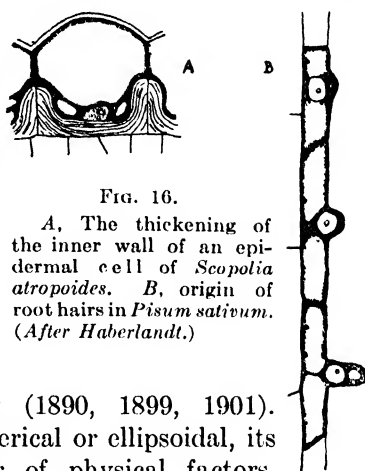 A B
FIG. 16.
A, The thickening of
the inner wall of an epi-
dermal cell of Scopolia
atropoides. B, origin of
root hairs in Pisum sativum.
(After Haberlandt.)
(1890, 1899, 1901).
erical or ellipsoidal, its
of physical factors,